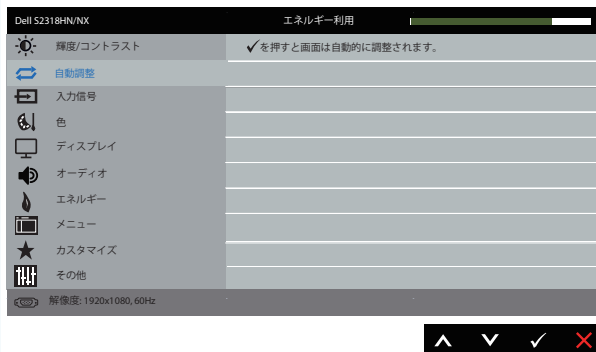 Dell S2318HN/NX エネルギー利用
輝度/コントラスト ✓を押すと画面は自動的に調整されます。
自動調整
入力信号
色
ディスプレイ
オーディオ
エネルギー
メニュー
カスタマイズ
その他
解像度: 1920x1080, 60Hz